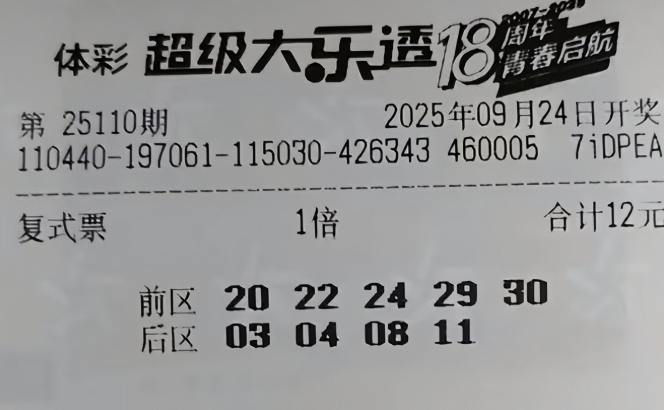 体彩 超级大乐透 18周年 2007-2025
青春启航
第 25110期 2025年09月24日开奖
110440-197061-115030-426343 460005 7iDPEA
复式票 1倍 合计12元
前区 20 22 24 29 30
后区 03 04 08 11